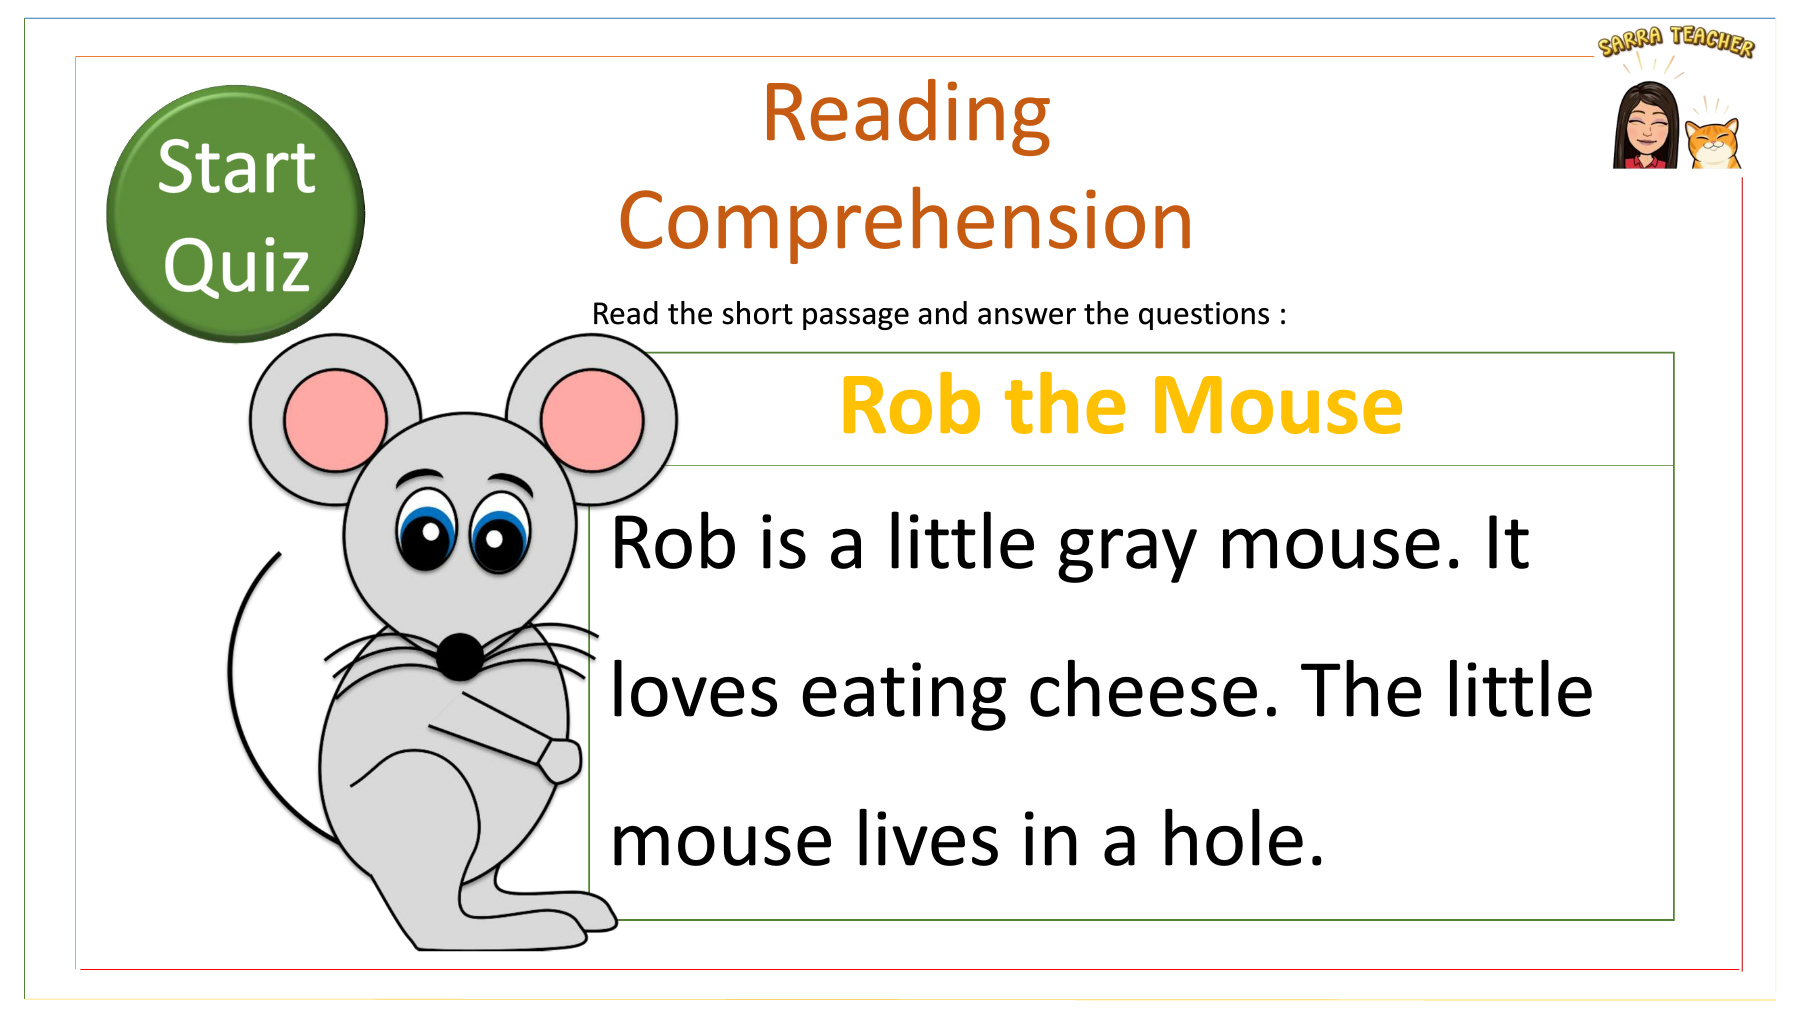 SARRA TEACHER
Start
Quiz
Reading
Comprehension
Read the short passage and answer the questions :
Rob the Mouse
Rob is a little gray mouse. It
loves eating cheese. The little
mouse lives in a hole.